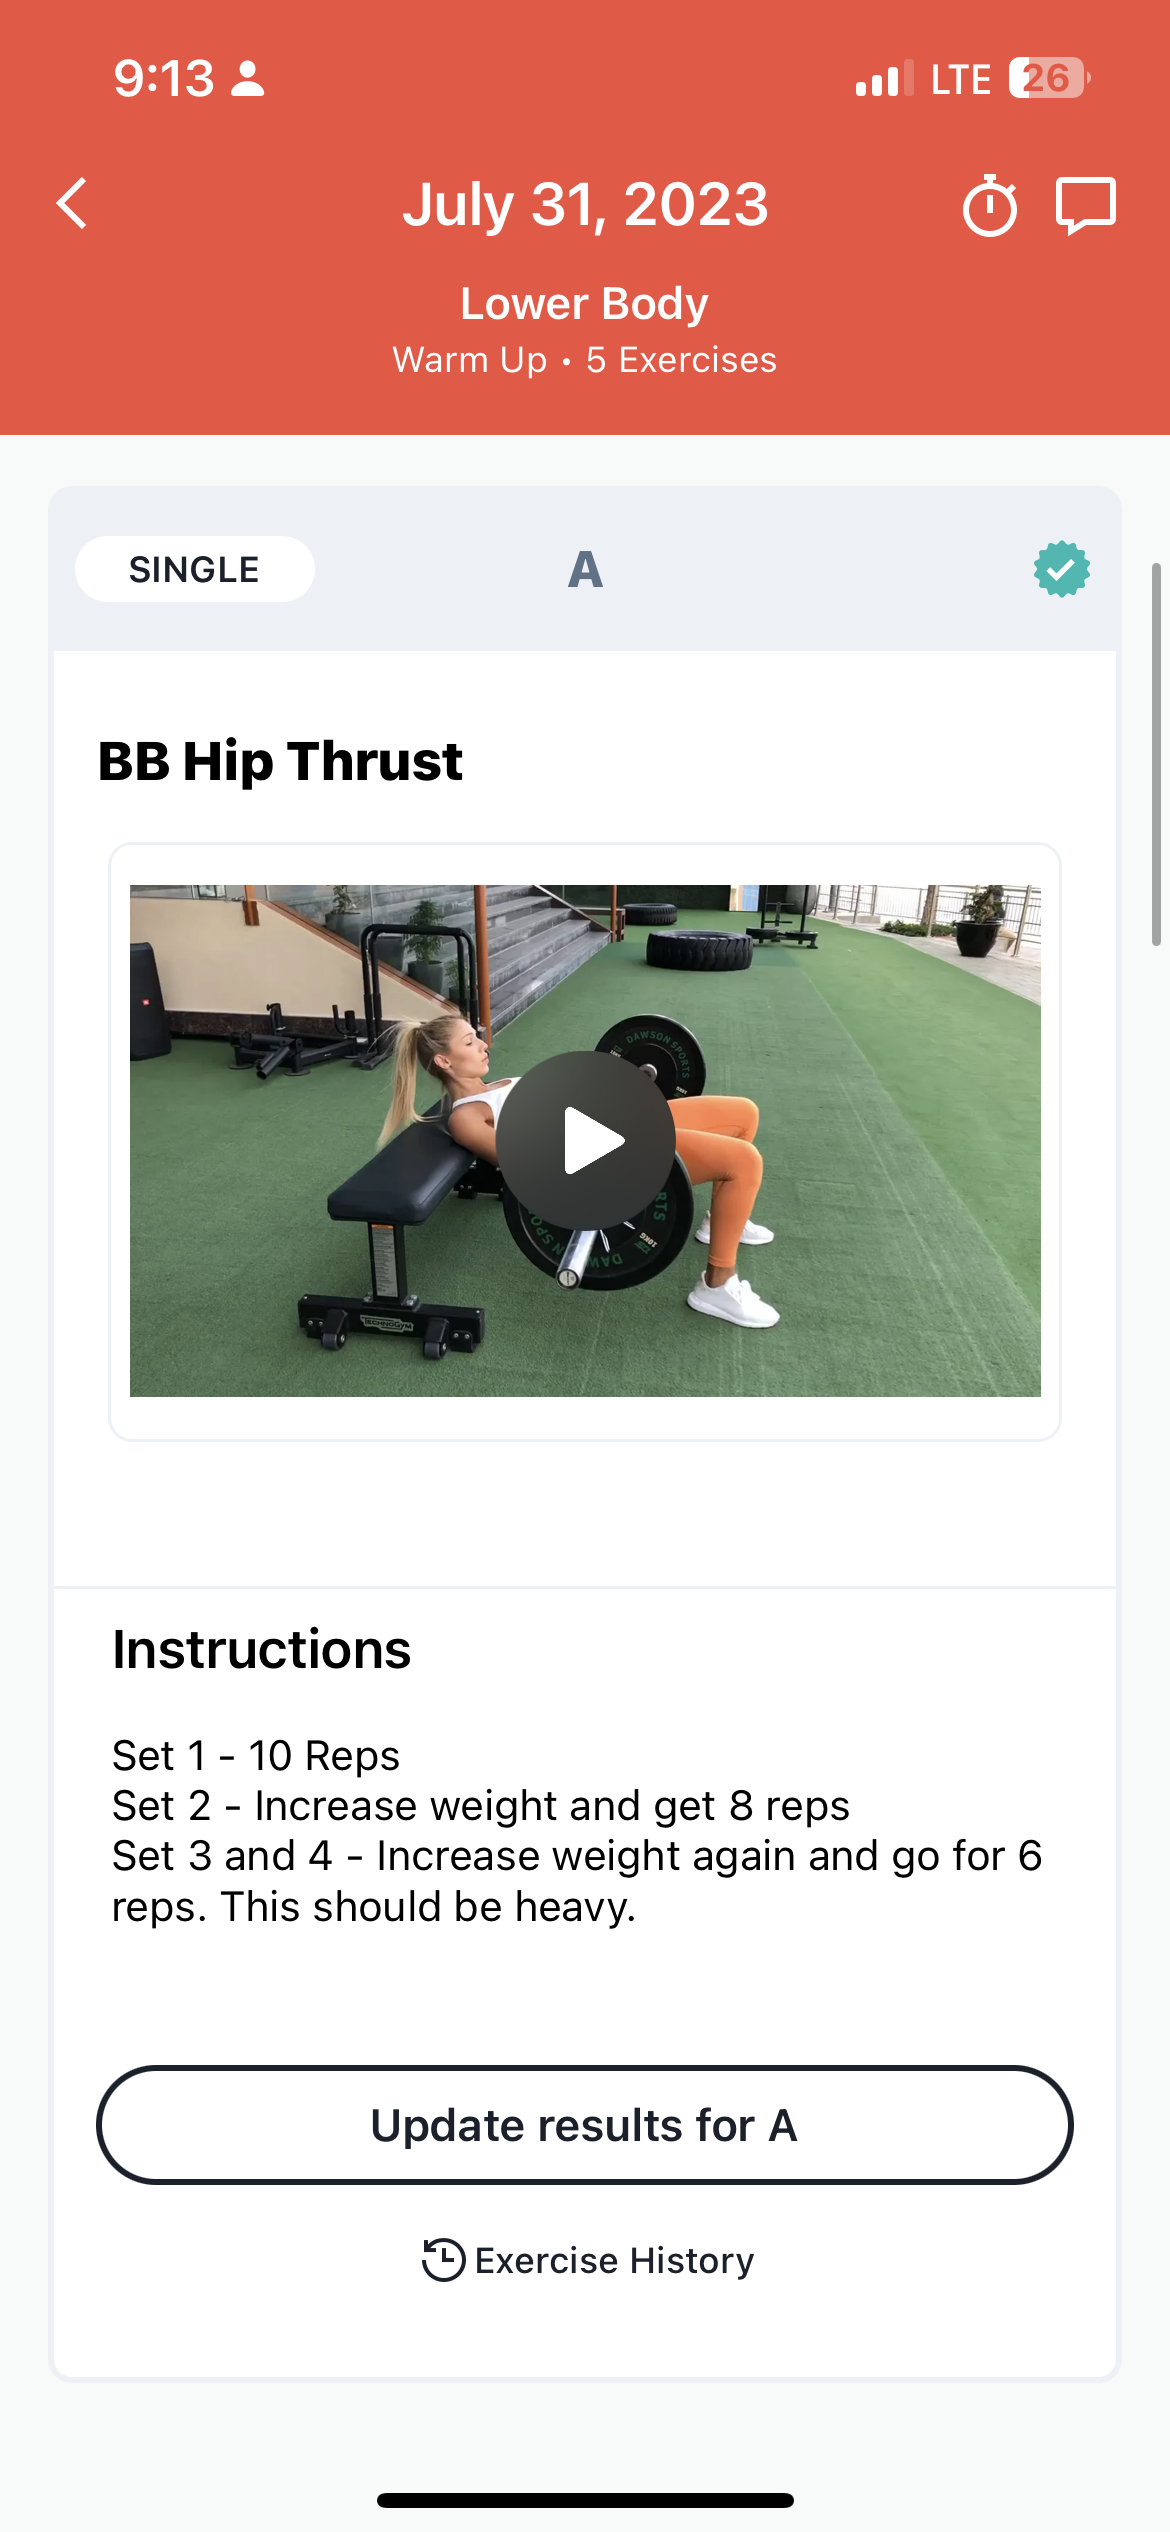 9:13
LTE 26
July 31, 2023
Lower Body
Warm Up • 5 Exercises
SINGLE
A
BB Hip Thrust
DAWSON SPORTS
TECHNOGYM
10KG
DAW
Instructions
Set 1 - 10 Reps
Set 2 - Increase weight and get 8 reps
Set 3 and 4 - Increase weight again and go for 6
reps. This should be heavy.
Update results for A
Exercise History